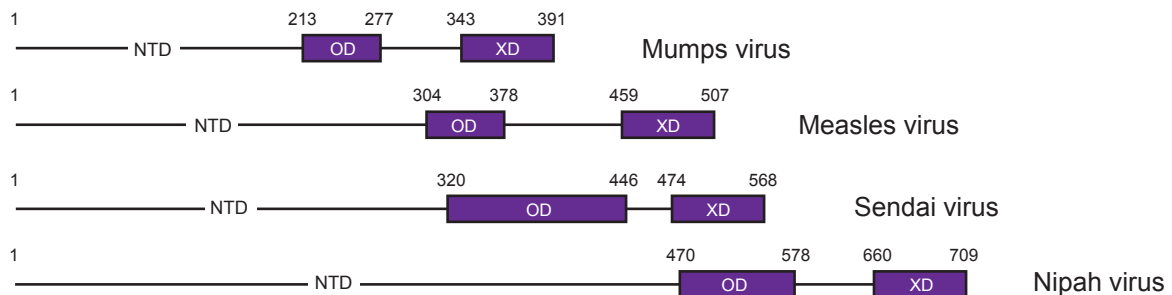 1 213 277 343 391
NTD OD XD Mumps virus
1 304 378 459 507
NTD OD XD Measles virus
1 320 446 474 568
NTD OD XD Sendai virus
1 470 578 660 709
NTD OD XD Nipah virus